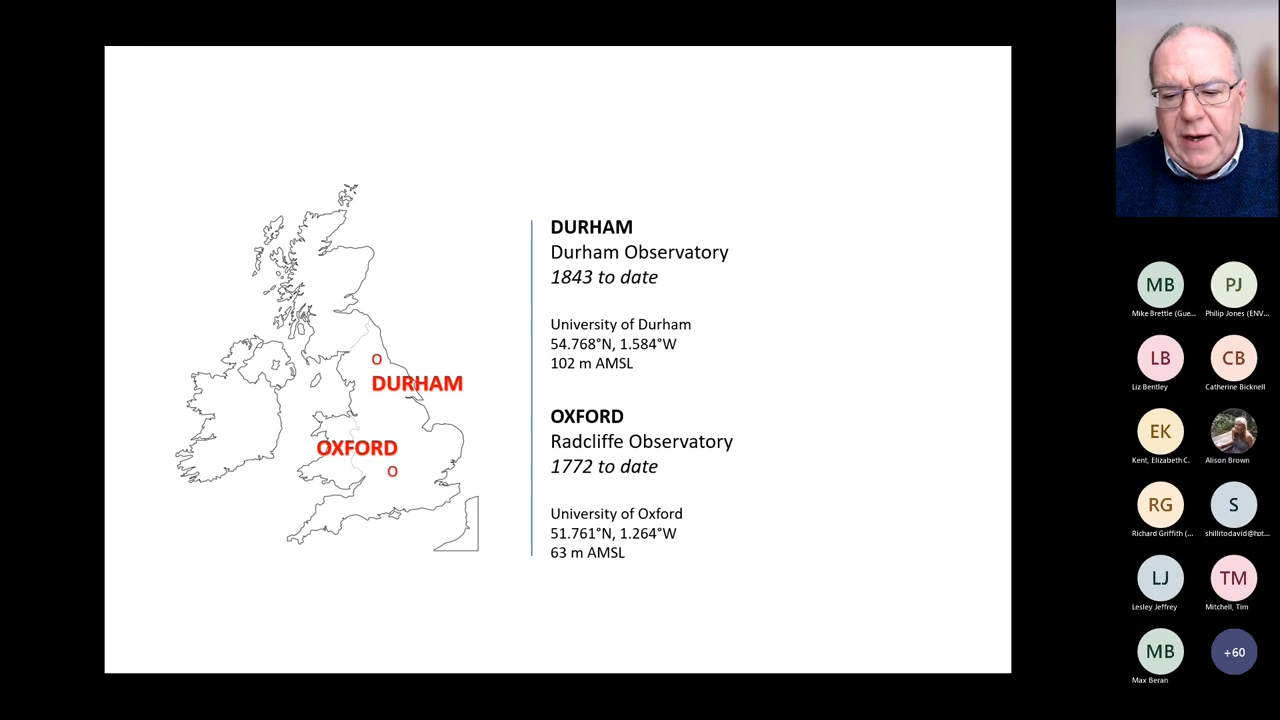 DURHAM
Durham Observatory
1843 to date
University of Durham
54.768°N, 1.584°W
102 m AMSL
OXFORD
Radcliffe Observatory
1772 to date
University of Oxford
51.761°N, 1.264°W
63 m AMSL
O
DURHAM
OXFORD
O
MB
PJ
Mike Brettle (Gue...
Philip Jones (ENV...
LB
CB
Liz Bentley
Catherine Bicknell
EK
Kent, Elizabeth C.
Alison Brown
RG
S
Richard Griffith (...
shillitodavid@hot...
LJ
TM
Lesley Jeffrey
Mitchell, Tim
MB
+60
Max Beran